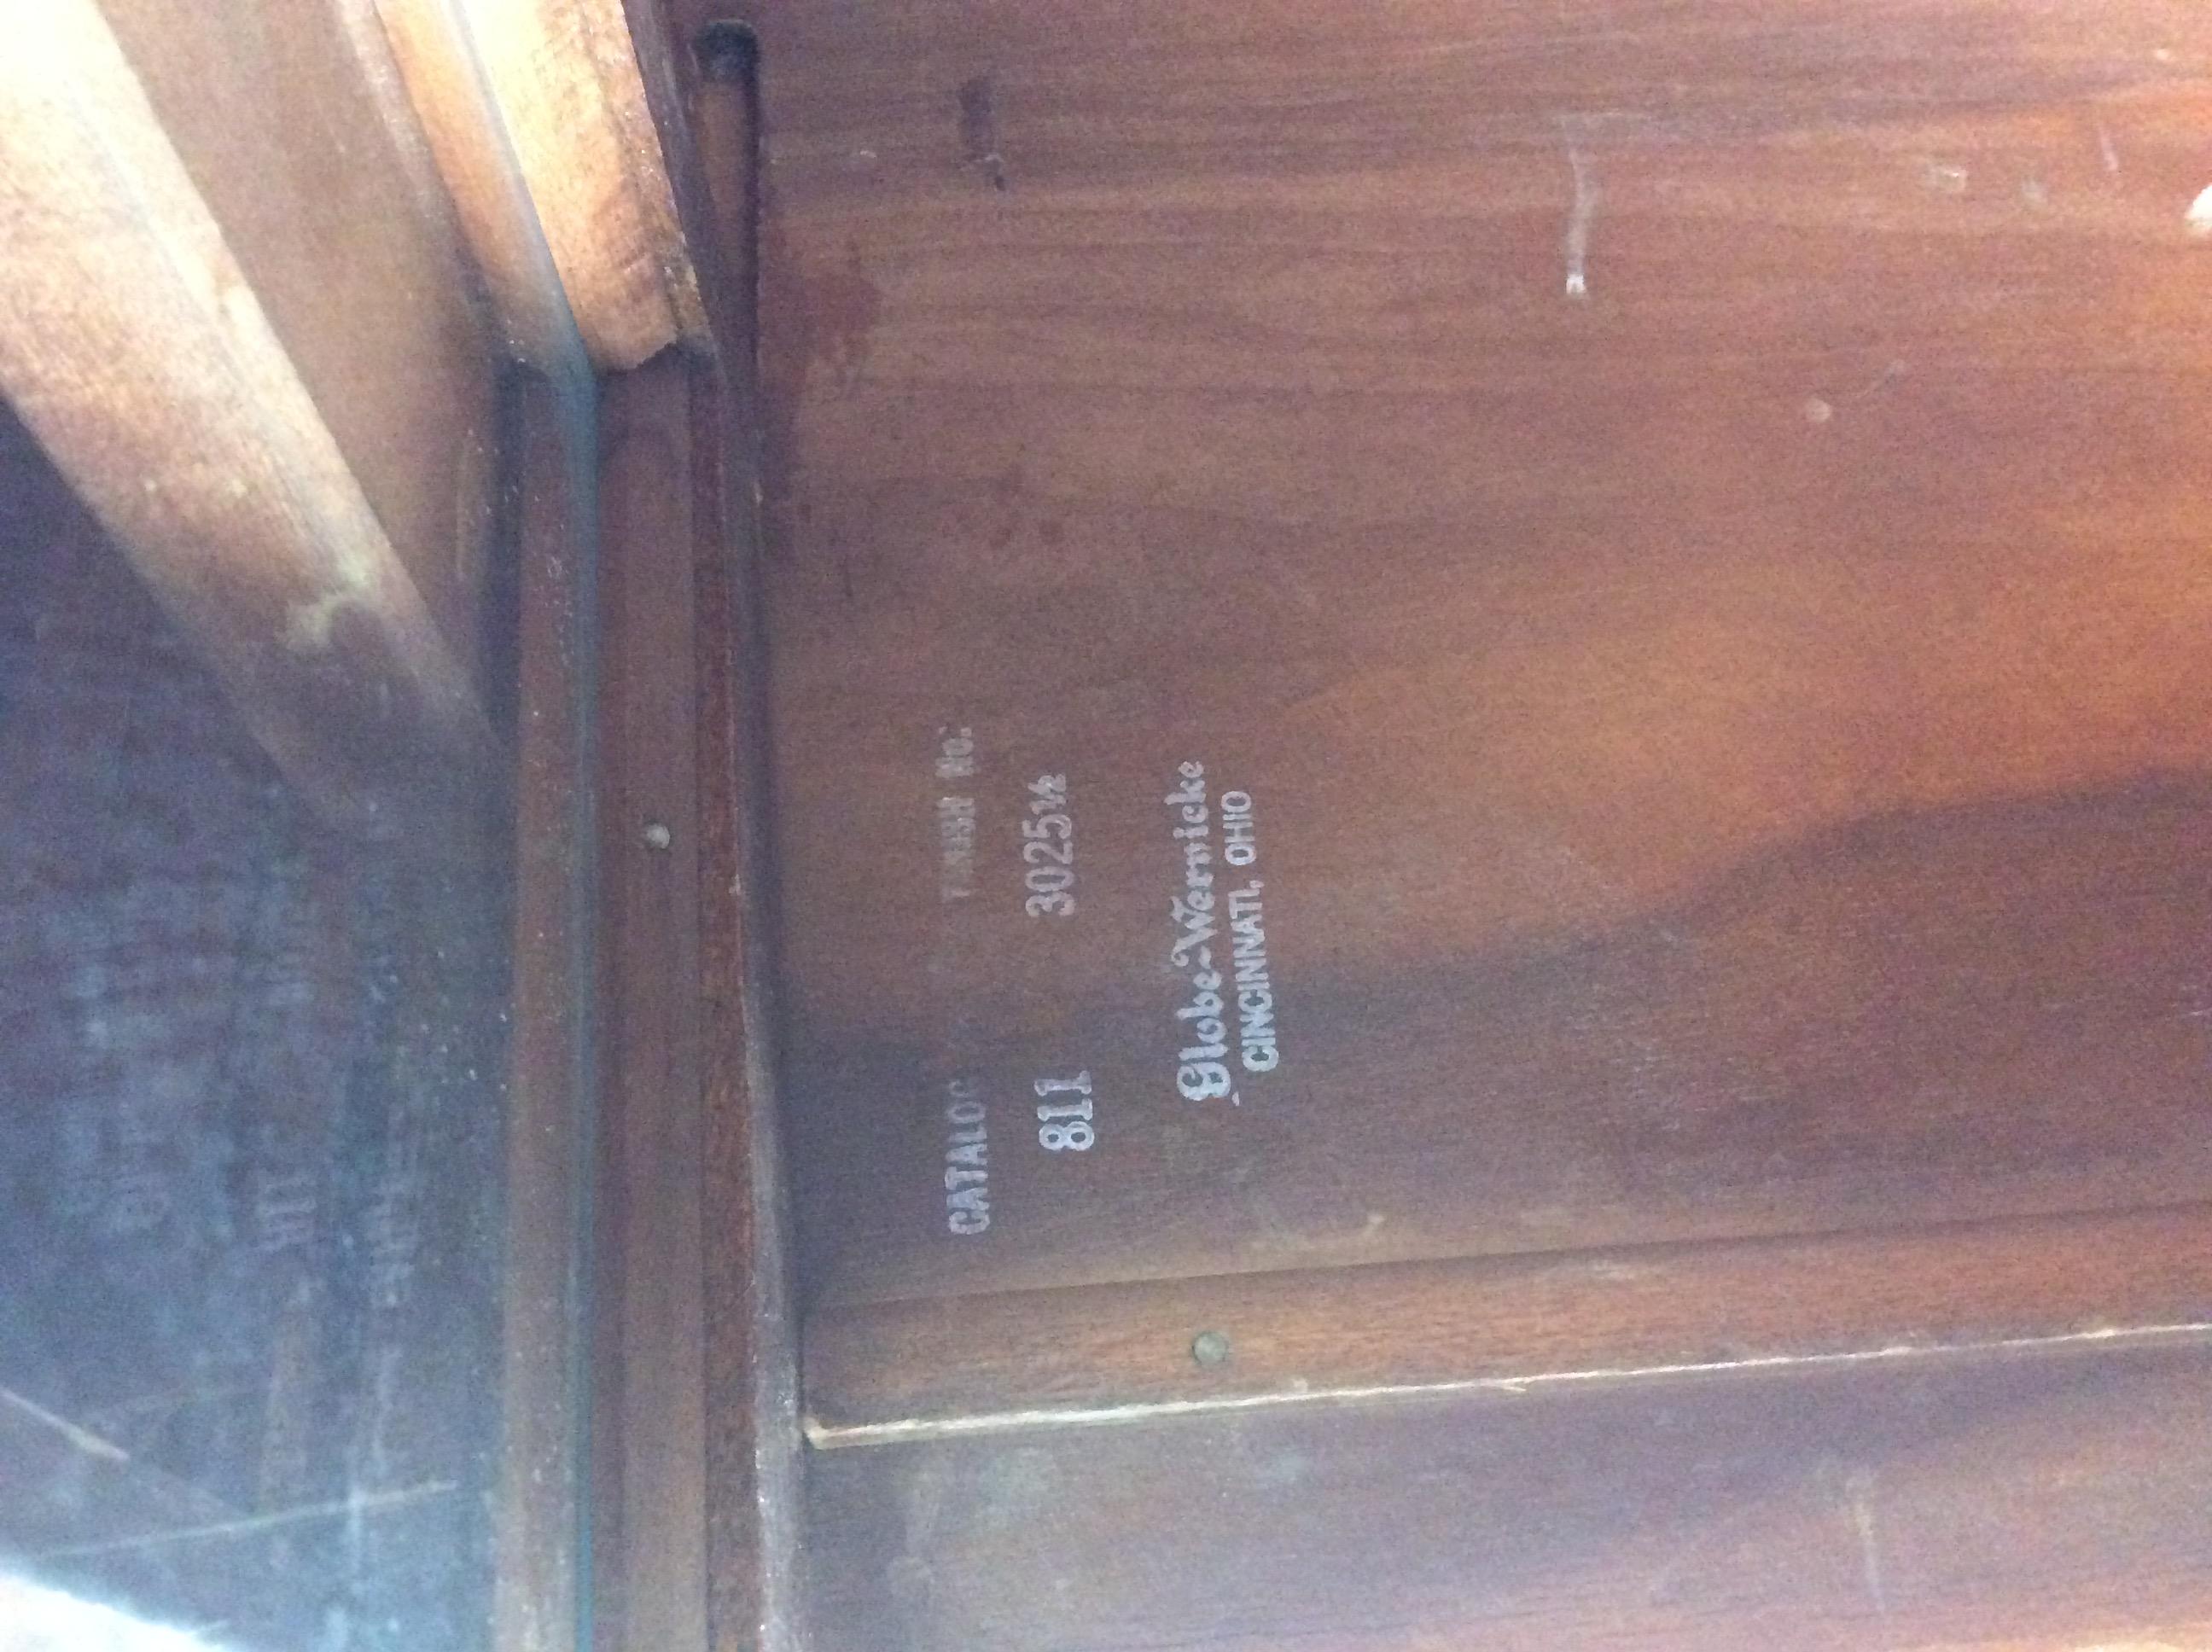 CATALOG FINISH No.
811 3025½
Globe-Wernicke
CINCINNATI, OHIO